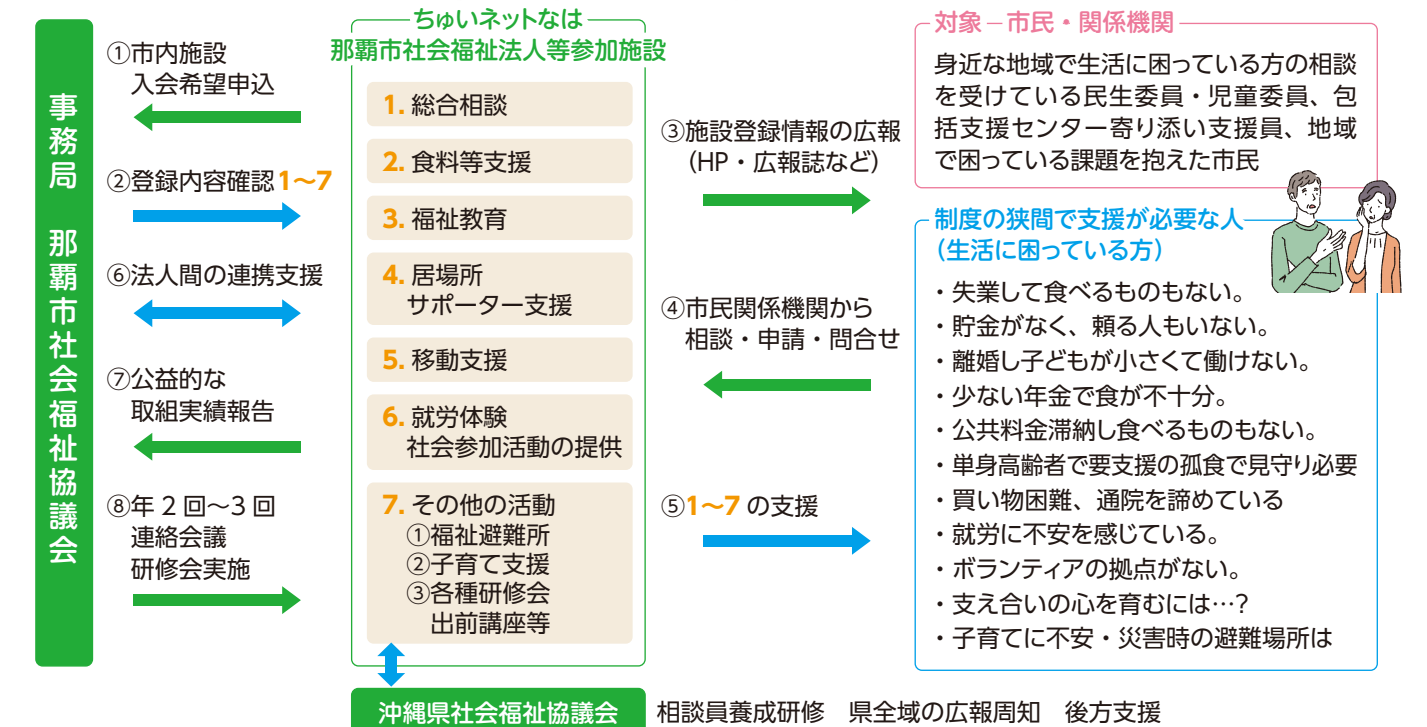 事務局 那覇市社会福祉協議会
①市内施設
入会希望申込
②登録内容確認1～7
⑥法人間の連携支援
⑦公益的な
取組実績報告
⑧年2回～3回
連絡会議
研修会実施
ちゅいネットなは
那覇市社会福祉法人等参加施設
1. 総合相談
2. 食料等支援
3. 福祉教育
4. 居場所
サポーター支援
5. 移動支援
6. 就労体験
社会参加活動の提供
7. その他の活動
①福祉避難所
②子育て支援
③各種研修会
出前講座等
③施設登録情報の広報
（HP・広報誌など）
④市民関係機関から
相談・申請・問合せ
⑤1～7 の支援
対象－市民・関係機関
身近な地域で生活に困っている方の相談
を受けている民生委員・児童委員、包
括支援センター寄り添い支援員、地域
で困っている課題を抱えた市民
制度の狭間で支援が必要な人
（生活に困っている方）
・失業して食べるものもない。
・貯金がなく、頼る人もいない。
・離婚し子どもが小さくて働けない。
・少ない年金で食が不十分。
・公共料金滞納し食べるものもない。
・単身高齢者で要支援の孤食で見守り必要
・買い物困難、通院を諦めている
・就労に不安を感じている。
・ボランティアの拠点がない。
・支え合いの心を育むには…?
・子育てに不安・災害時の避難場所は
沖縄県社会福祉協議会
相談員養成研修 県全域の広報周知 後方支援